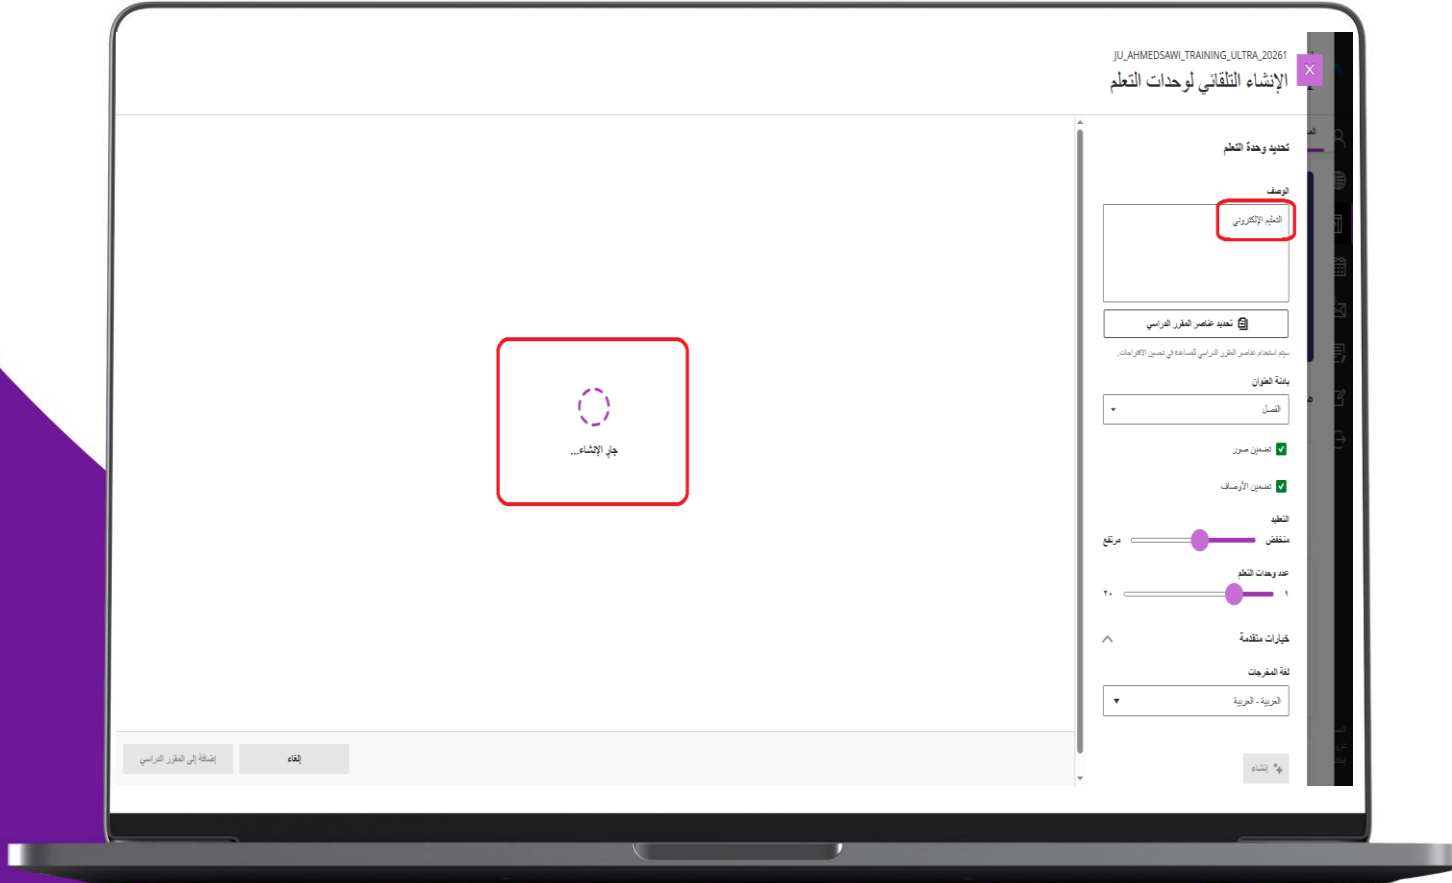 JU_AHMEDSAWI_TRAINING_ULTRA_20261
X
الإنشاء التلقائي لوحدات التعلم
تحديد وحدة التعلم
الوصف
التعليم الإلكتروني
تحديد عناصر المقرر الدراسي
سيتم استخدام عناصر المقرر الدراسي للمساعدة في تحسين الاقتراحات.
بادئة العنوان
الفصل
تضمين صور
تضمين الأوصاف
التعقيد
منخفض مرتفع
عدد وحدات التعلم
١ ٢٠
خيارات متقدمة
لغة المخرجات
العربية - العربية
إنشاء
جارٍ الإنشاء...
إلغاء
إضافة إلى المقرر الدراسي